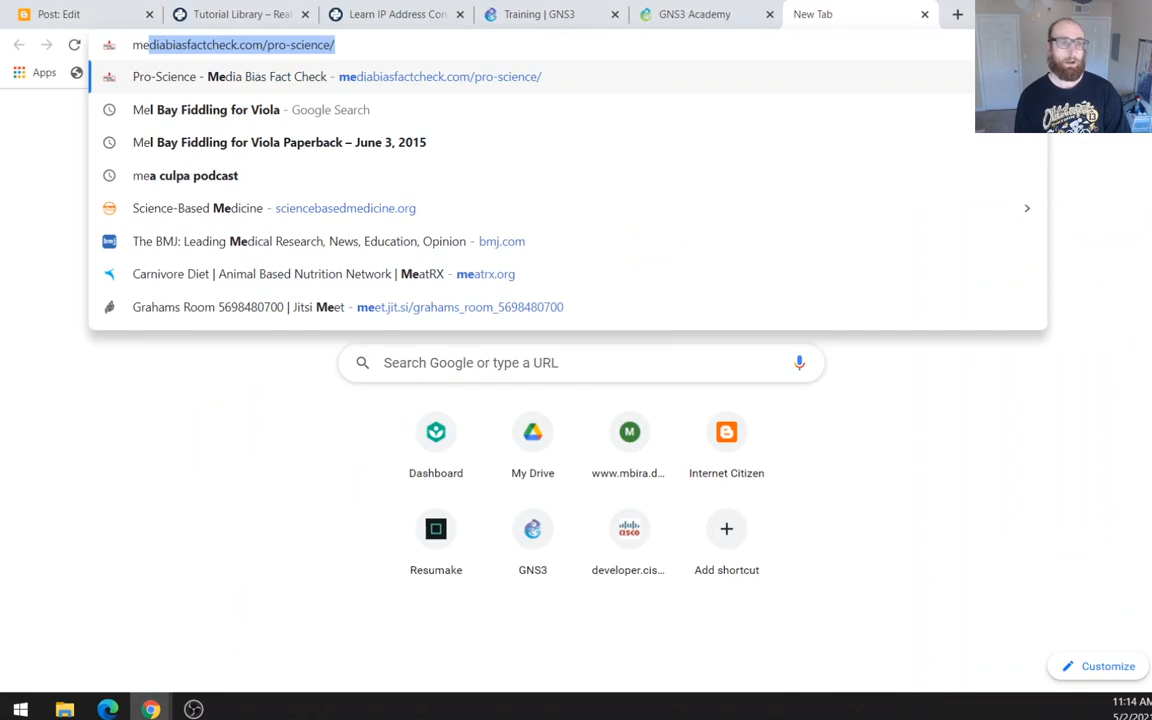 Post: Edit
Tutorial Library – Real
Learn IP Address Con
Training | GNS3
GNS3 Academy
New Tab
mediabiasfactcheck.com/pro-science/
Apps
Pro-Science - Media Bias Fact Check - mediabiasfactcheck.com/pro-science/
Mel Bay Fiddling for Viola - Google Search
Mel Bay Fiddling for Viola Paperback – June 3, 2015
mea culpa podcast
Science-Based Medicine - sciencebasedmedicine.org
The BMJ: Leading Medical Research, News, Education, Opinion - bmj.com
Carnivore Diet | Animal Based Nutrition Network | MeatRX - meatrx.org
Grahams Room 5698480700 | Jitsi Meet - meet.jit.si/grahams_room_5698480700
Search Google or type a URL
M
Dashboard
My Drive
www.mbira.d...
Internet Citizen
cisco
Resumake
GNS3
developer.cis...
Add shortcut
Customize
11:14 AM
5/2/202